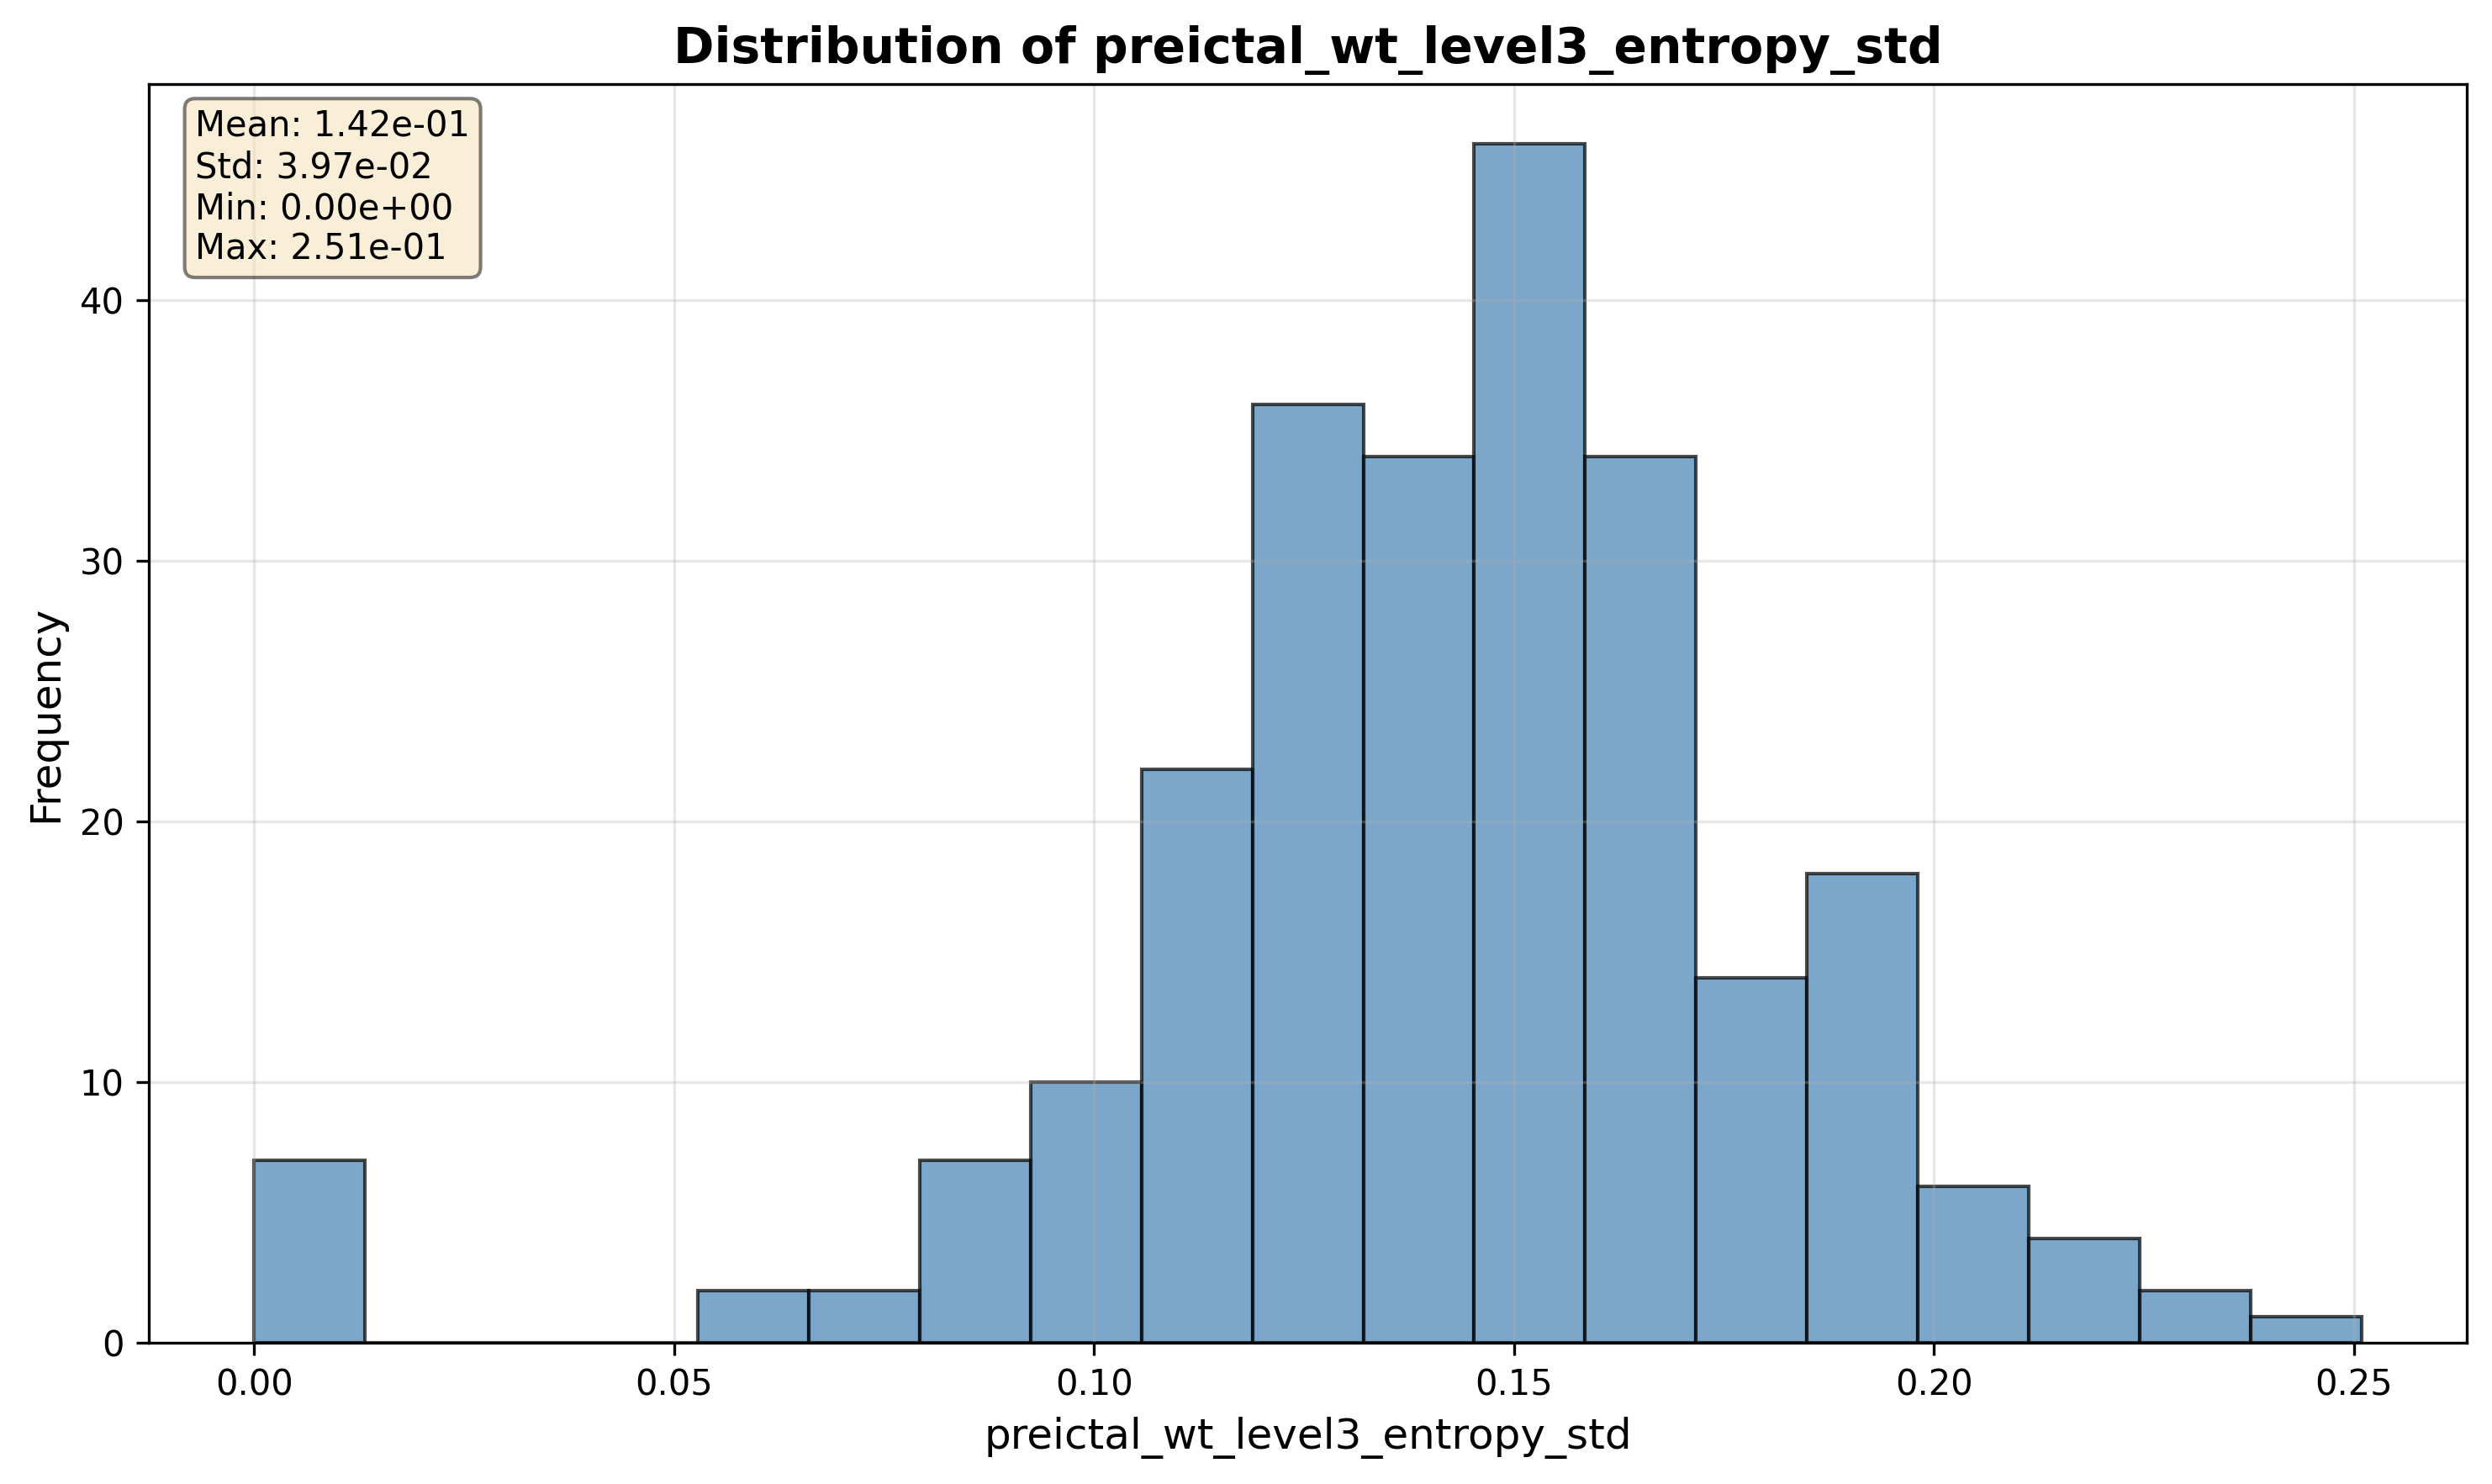 Distribution of preictal_wt_level3_entropy_std
Mean: 1.42e-01
Std: 3.97e-02
Min: 0.00e+00
Max: 2.51e-01
Frequency
40
30
20
10
0
0.00 0.05 0.10 0.15 0.20 0.25
preictal_wt_level3_entropy_std